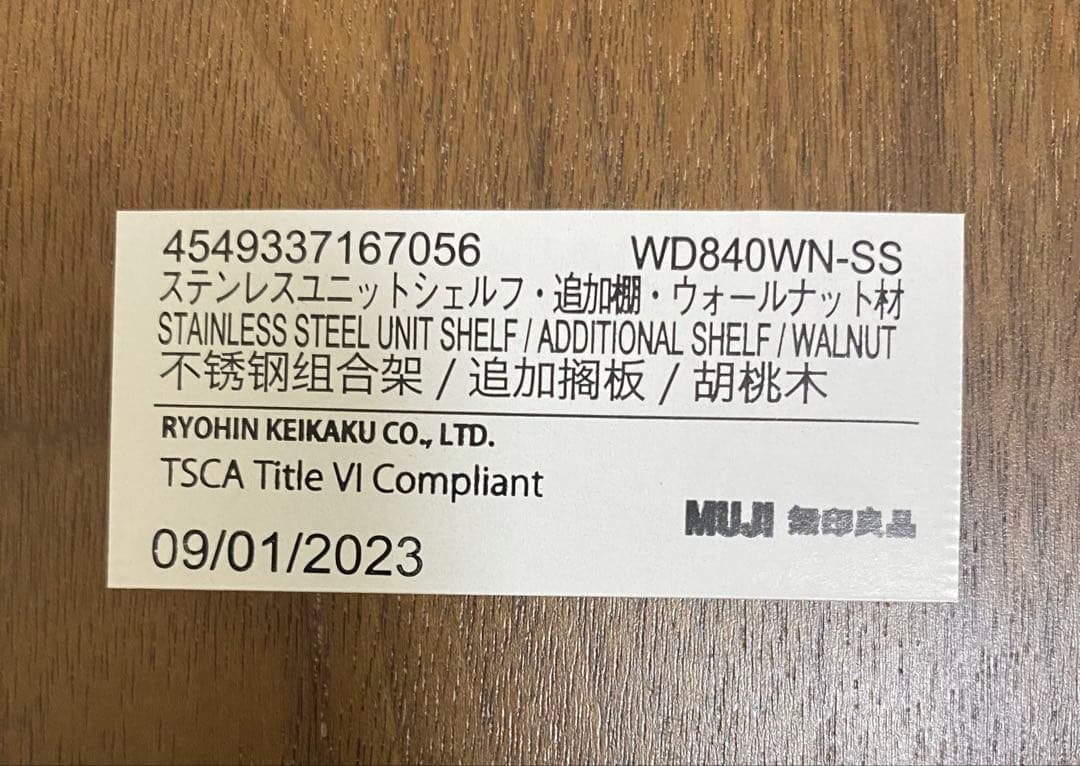 4549337167056 WD840WN-SS
ステンレスユニットシェルフ・追加棚・ウォールナット材
STAINLESS STEEL UNIT SHELF / ADDITIONAL SHELF / WALNUT
不锈钢组合架 / 追加搁板 / 胡桃木
RYOHIN KEIKAKU CO., LTD.
TSCA Title VI Compliant
MUJI 無印良品
09/01/2023